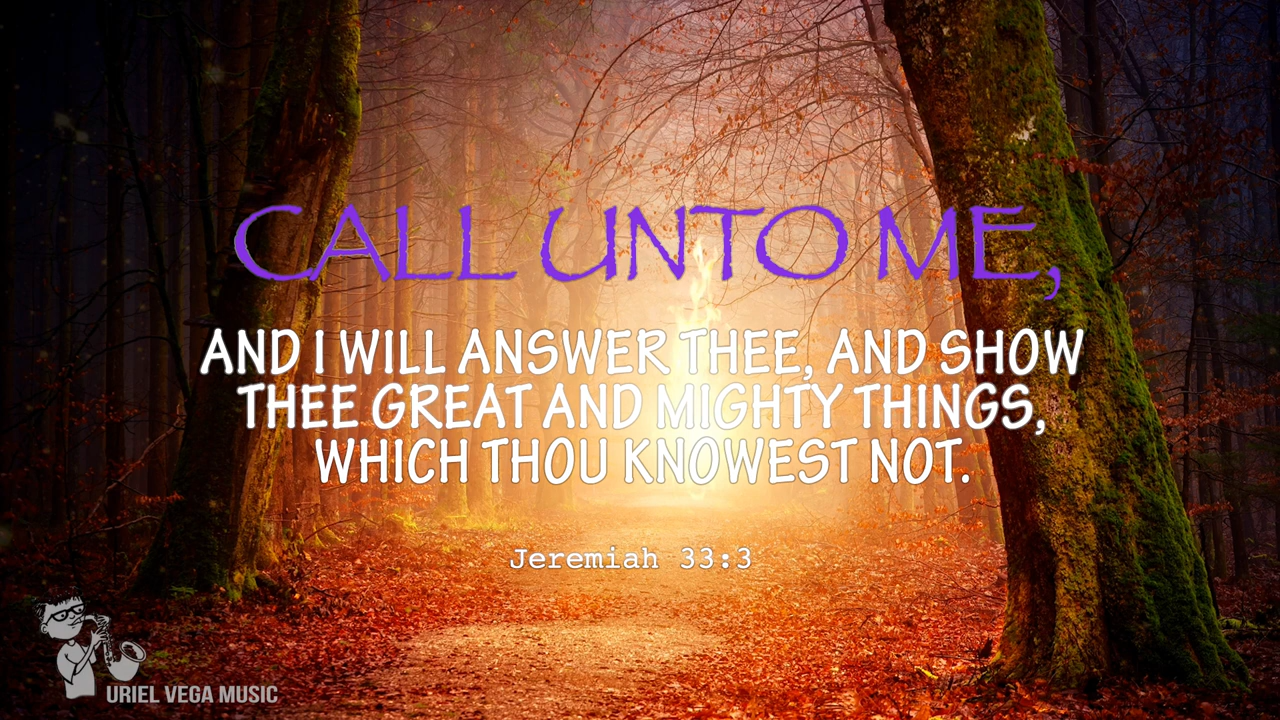 CALL UNTO ME,
AND I WILL ANSWER THEE, AND SHOW
THEE GREAT AND MIGHTY THINGS,
WHICH THOU KNOWEST NOT.
Jeremiah 33:3
URIEL VEGA MUSIC